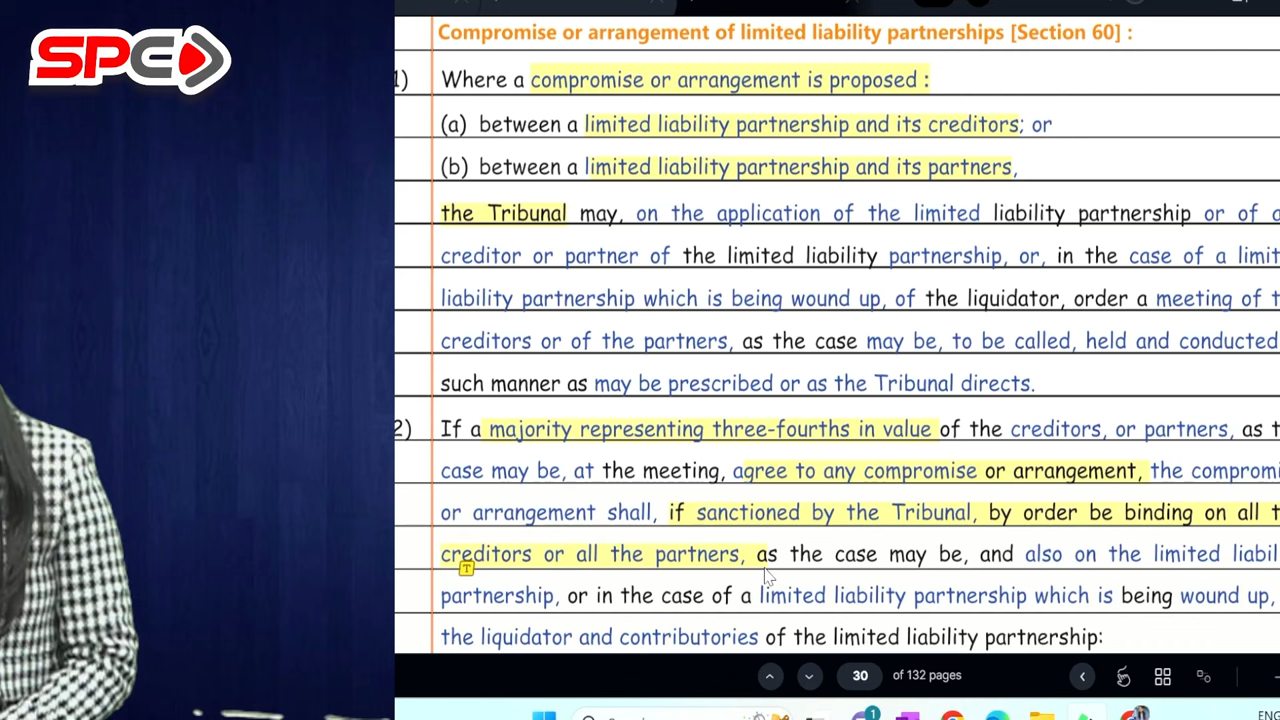 SPC
Compromise or arrangement of limited liability partnerships [Section 60] :
1) Where a compromise or arrangement is proposed :
(a) between a limited liability partnership and its creditors; or
(b) between a limited liability partnership and its partners,
the Tribunal may, on the application of the limited liability partnership or of
creditor or partner of the limited liability partnership, or, in the case of a
liability partnership which is being wound up, of the liquidator, order a meeting of
creditors or of the partners, as the case may be, to be called, held and conducted
such manner as may be prescribed or as the Tribunal directs.
2) If a majority representing three-fourths in value of the creditors, or partners, as
case may be, at the meeting, agree to any compromise or arrangement, the
or arrangement shall, if sanctioned by the Tribunal, by order be binding on all
creditors or all the partners, as the case may be, and also on the limited
T
partnership, or in the case of a limited liability partnership which is being wound up,
the liquidator and contributories of the limited liability partnership:
30 of 132 pages
1
ENG